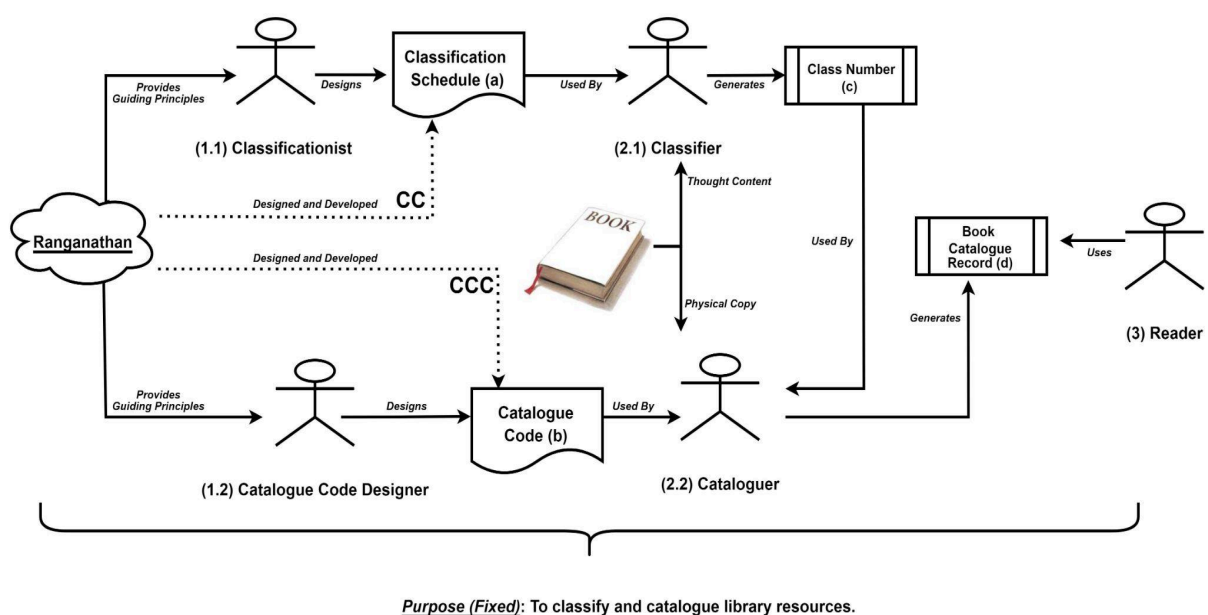 Provides
Guiding Principles
Designs
Classification
Schedule (a)
Used By
Generates
Class Number
(c)
(1.1) Classificationist
(2.1) Classifier
Thought Content
Designed and Developed
CC
Ranganathan
BOOK
Used By
Book
Catalogue
Record (d)
Uses
Designed and Developed
CCC
Physical Copy
Generates
(3) Reader
Provides
Guiding Principles
Designs
Catalogue
Code (b)
Used By
(1.2) Catalogue Code Designer
(2.2) Cataloguer
Purpose (Fixed): To classify and catalogue library resources.